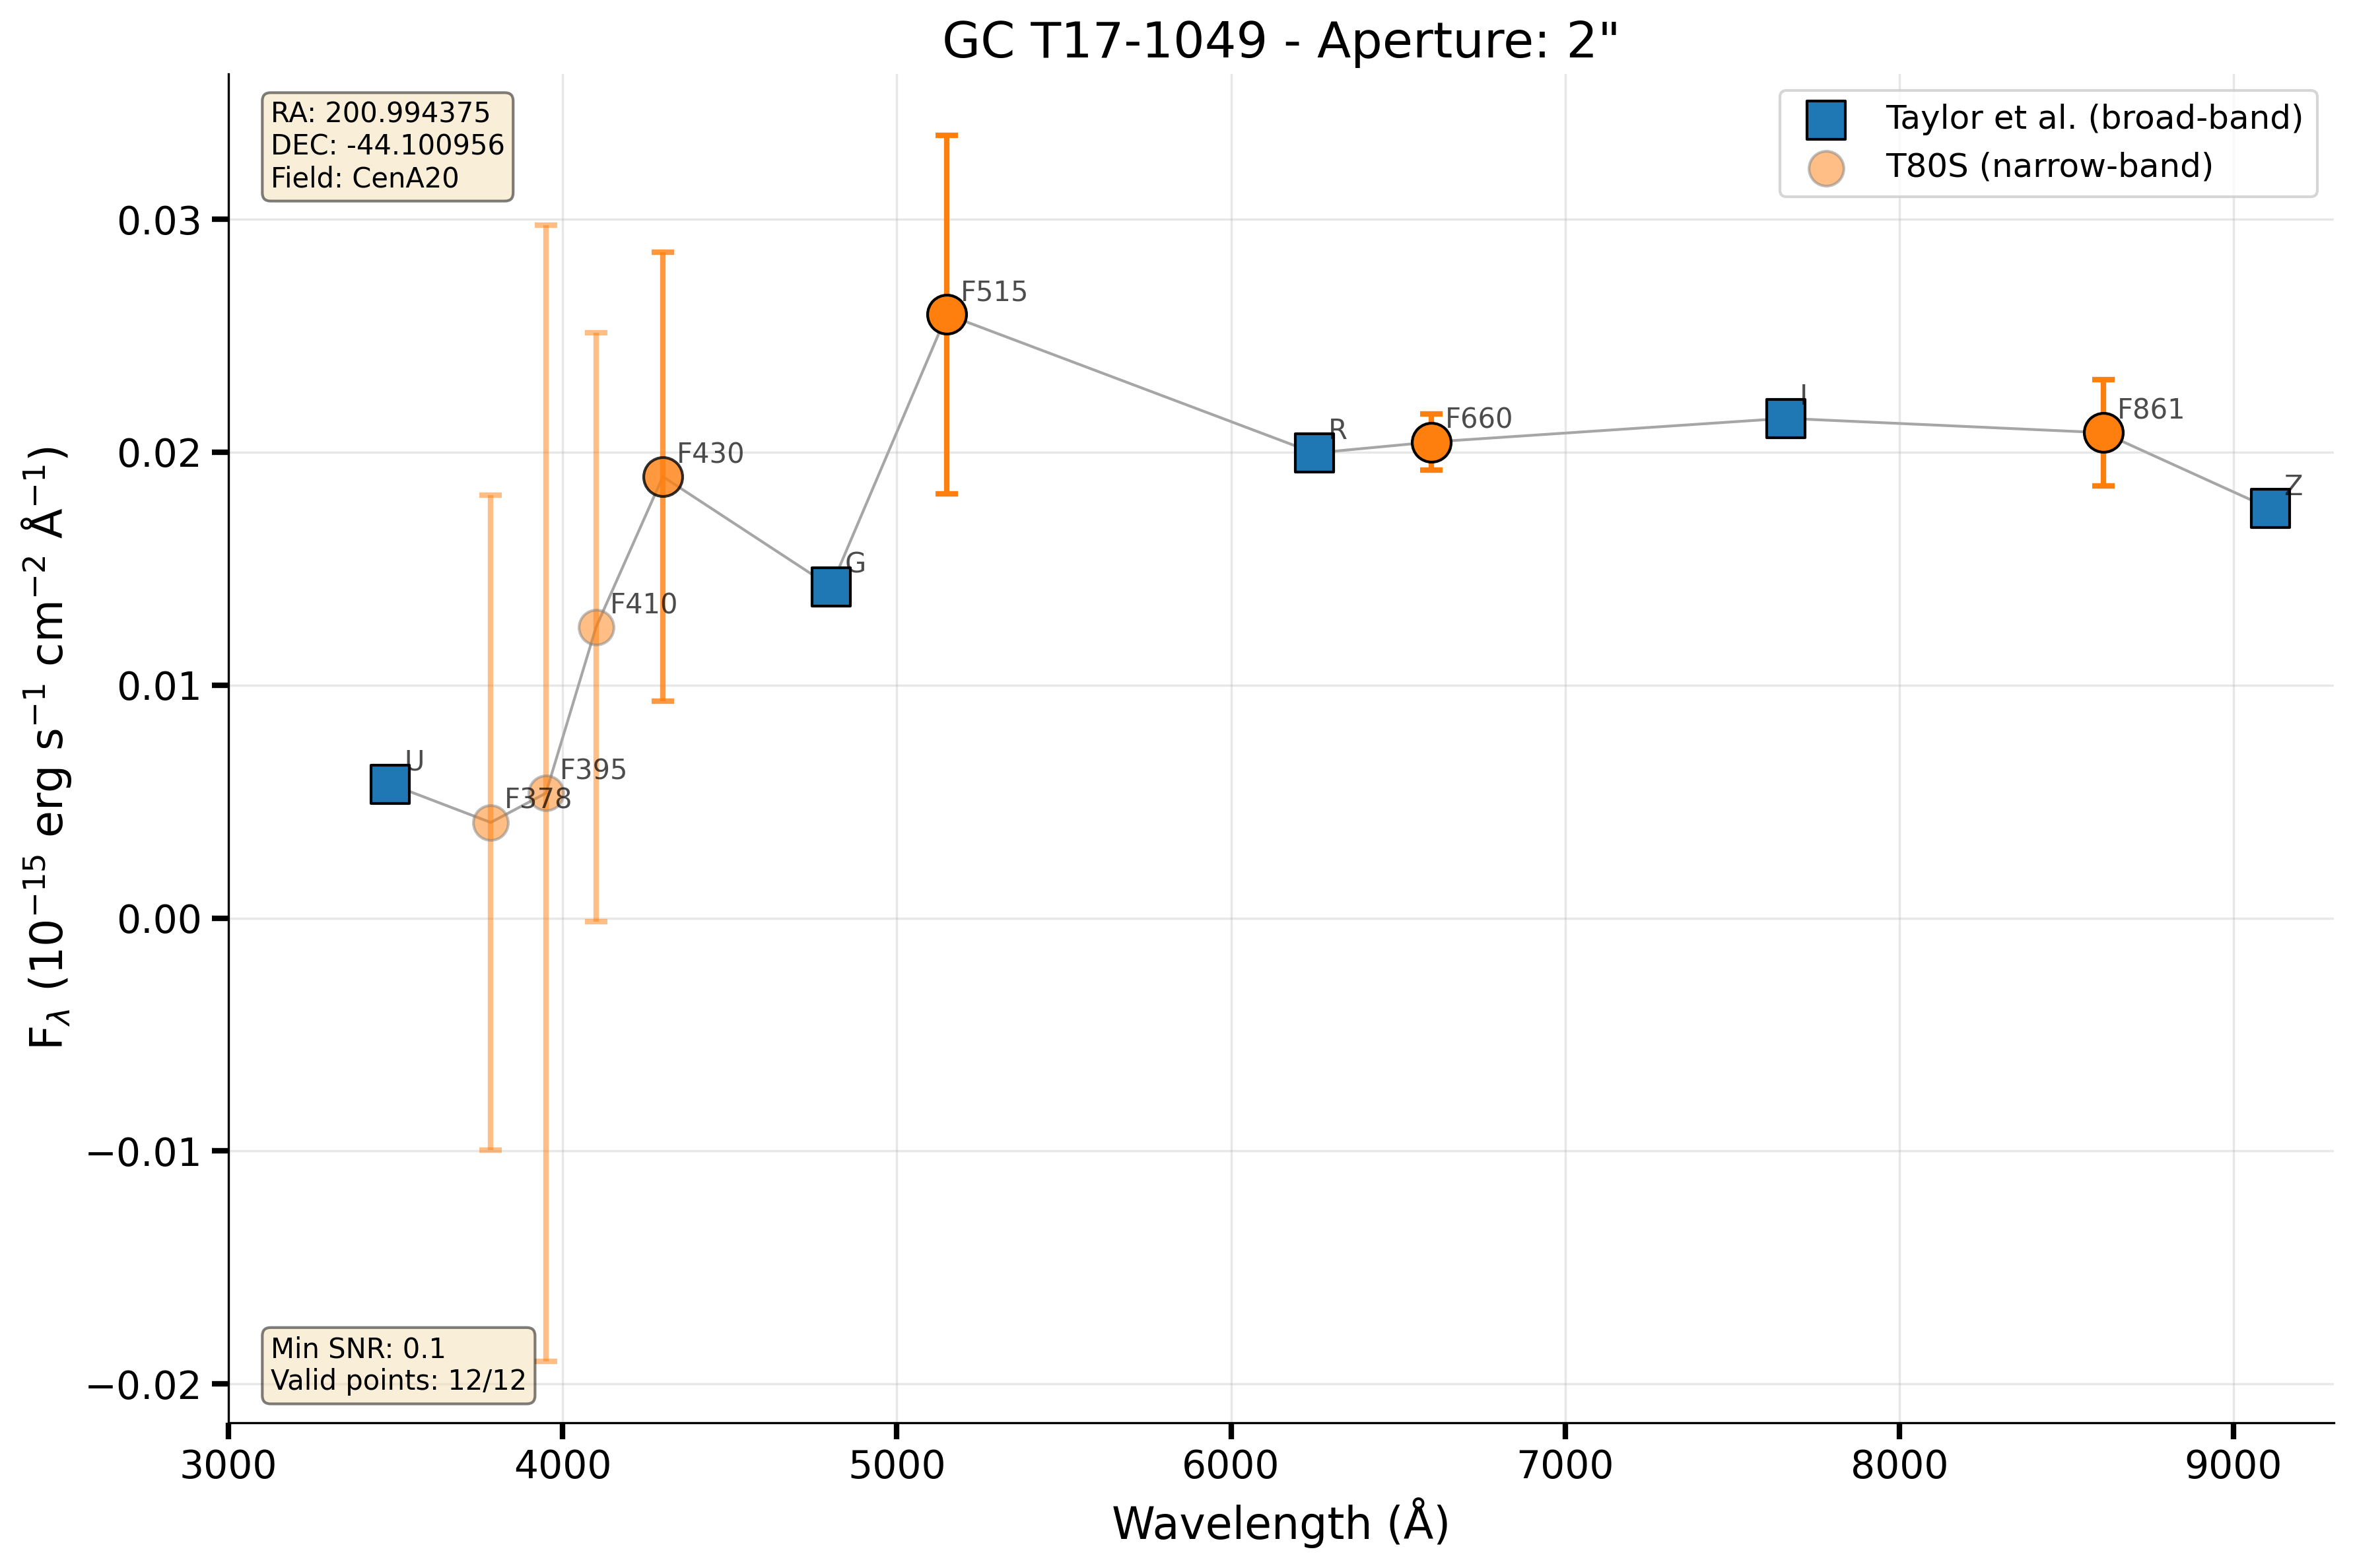 GC T17-1049 - Aperture: 2"
RA: 200.994375
DEC: -44.100956
Field: CenA20
Taylor et al. (broad-band)
T80S (narrow-band)
F515
F430
F410
F395
F378
U
G
R
F660
I
F861
Z
0.03
0.02
0.01
0.00
−0.01
−0.02
F_λ (10⁻¹⁵ erg s⁻¹ cm⁻² Å⁻¹)
Min SNR: 0.1
Valid points: 12/12
3000 4000 5000 6000 7000 8000 9000
Wavelength (Å)